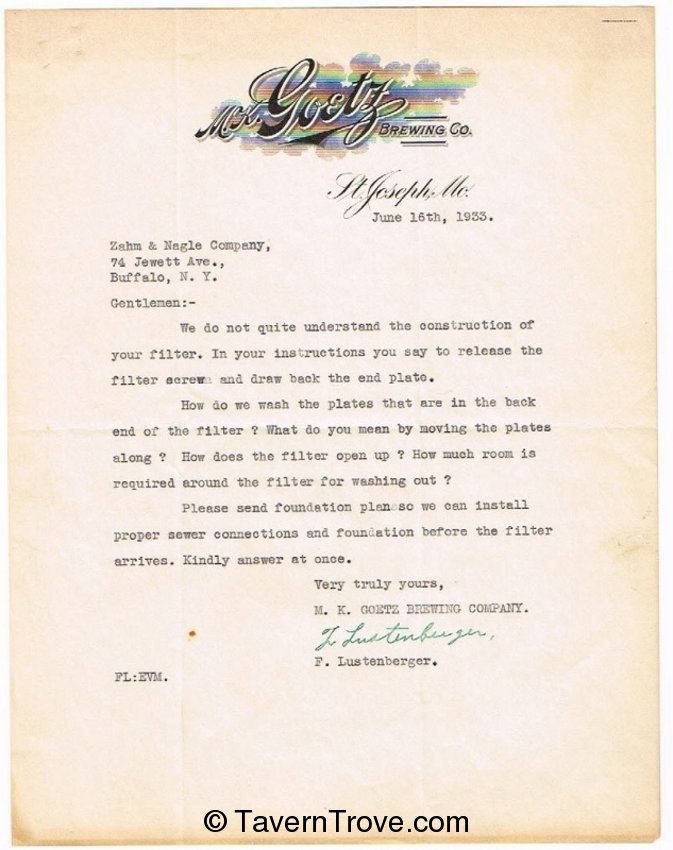 M.K. Goetz BREWING CO.
St. Joseph, Mo.
June 16th, 1933.
Zahm & Nagle Company,
74 Jewett Ave.,
Buffalo, N. Y.
Gentlemen:-
We do not quite understand the construction of
your filter. In your instructions you say to release the
filter screw and draw back the end plate.
How do we wash the plates that are in the back
end of the filter ? What do you mean by moving the plates
along ? How does the filter open up ? How much room is
required around the filter for washing out ?
Please send foundation plan so we can install
proper sewer connections and foundation before the filter
arrives. Kindly answer at once.
Very truly yours,
M. K. GOETZ BREWING COMPANY.
F Lustenberger,
F. Lustenberger.
FL:EVM.
© TavernTrove.com